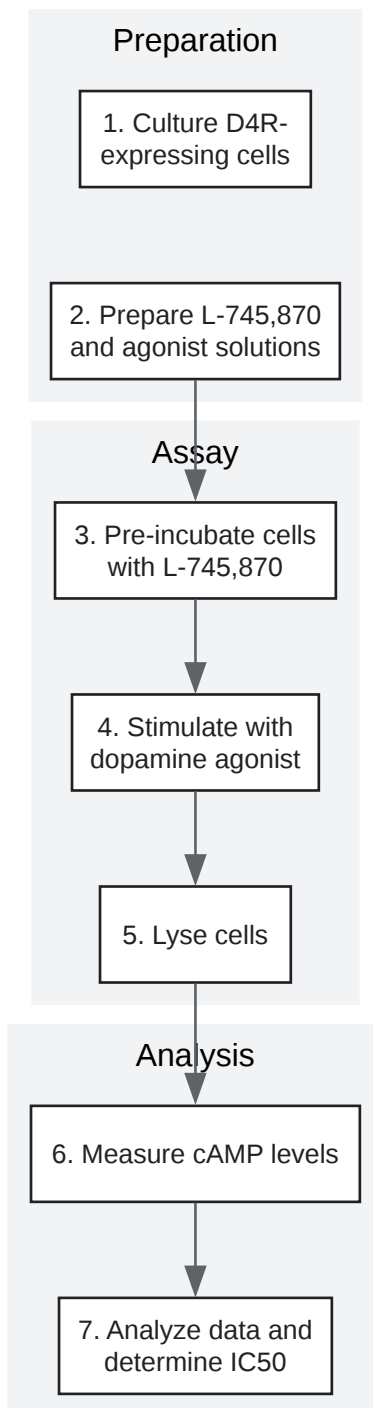 Preparation
1. Culture D4R-
expressing cells
2. Prepare L-745,870
and agonist solutions
Assay
3. Pre-incubate cells
with L-745,870
4. Stimulate with
dopamine agonist
5. Lyse cells
Analysis
6. Measure cAMP levels
7. Analyze data and
determine IC50